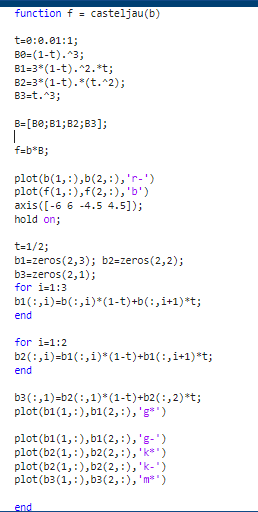 function f = casteljau(b)
t=0:0.01:1;
B0=(1-t).^3;
B1=3*(1-t).^2.*t;
B2=3*(1-t).*(t.^2);
B3=t.^3;
B=[B0;B1;B2;B3];
f=b*B;
plot(b(1,:),b(2,:),'r-')
plot(f(1,:),f(2,:),'b')
axis([-6 6 -4.5 4.5]);
hold on;
t=1/2;
b1=zeros(2,3); b2=zeros(2,2);
b3=zeros(2,1);
for i=1:3
b1(:,i)=b(:,i)*(1-t)+b(:,i+1)*t;
end
for i=1:2
b2(:,i)=b1(:,i)*(1-t)+b1(:,i+1)*t;
end
b3(:,1)=b2(:,1)*(1-t)+b2(:,2)*t;
plot(b1(1,:),b1(2,:),'g*')
plot(b1(1,:),b1(2,:),'g-')
plot(b2(1,:),b2(2,:),'k*')
plot(b2(1,:),b2(2,:),'k-')
plot(b3(1,:),b3(2,:),'m*')
end